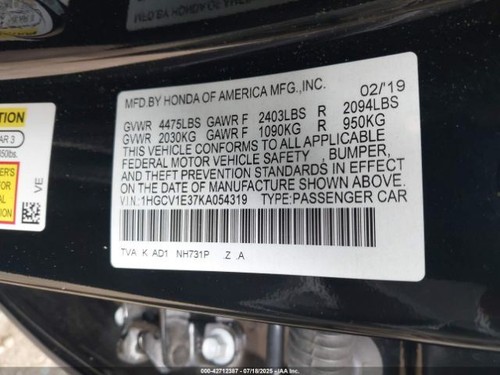 MFD.BY HONDA OF AMERICA MFG.,INC. 02/'19
GVWR 4475LBS GAWR F 2403LBS R 2094LBS
GVWR 2030KG GAWR F 1090KG R 950KG
THIS VEHICLE CONFORMS TO ALL APPLICABLE
FEDERAL MOTOR VEHICLE SAFETY , BUMPER,
AND THEFT PREVENTION STANDARDS IN EFFECT
ON THE DATE OF MANUFACTURE SHOWN ABOVE.
V.I.N.:1HGCV1E37KA054319 TYPE:PASSENGER CAR
TVA K AD1 NH731P Z A
AR 3
VE
000-42712387 07/18/2025 IAA, Inc.